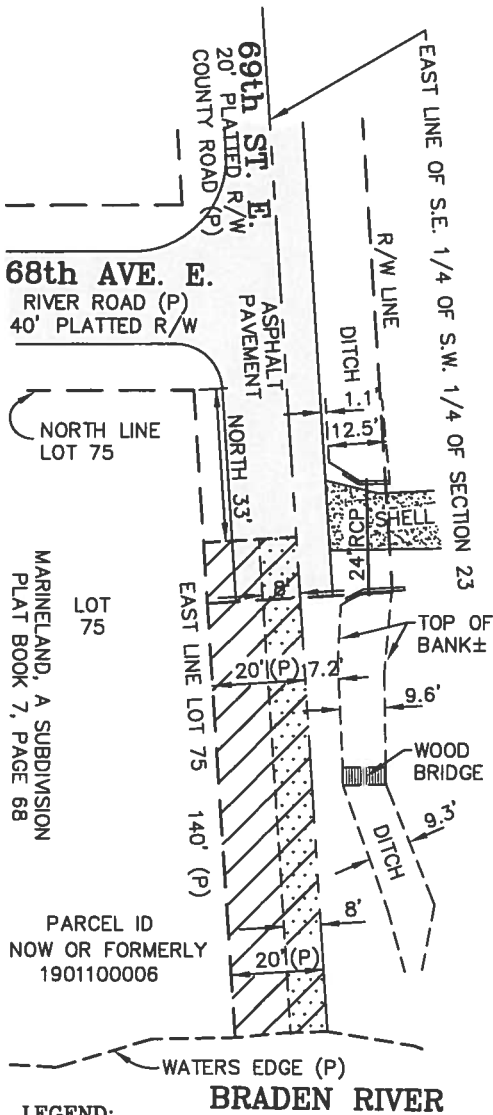 EAST LINE OF S.E. 1/4 OF S.W. 1/4 OF SECTION 23
69th ST. E.
20' PLATTED R/W
COUNTY ROAD (P)
R/W LINE
68th AVE. E.
RIVER ROAD (P)
40' PLATTED R/W
ASPHALT
PAVEMENT
DITCH
1.1'
12.5'
NORTH LINE
LOT 75
NORTH 33'
24' RCP
SHELL
MARINELAND, A SUBDIVISION
PLAT BOOK 7, PAGE 68
LOT
75
EAST LINE LOT 75 140' (P)
8'
TOP OF
BANK±
20'(P)
7.2'
9.6'
WOOD
BRIDGE
DITCH
9.3'
PARCEL ID
NOW OR FORMERLY
1901100006
8'
20'(P)
WATERS EDGE (P)
BRADEN RIVER
LEGEND: